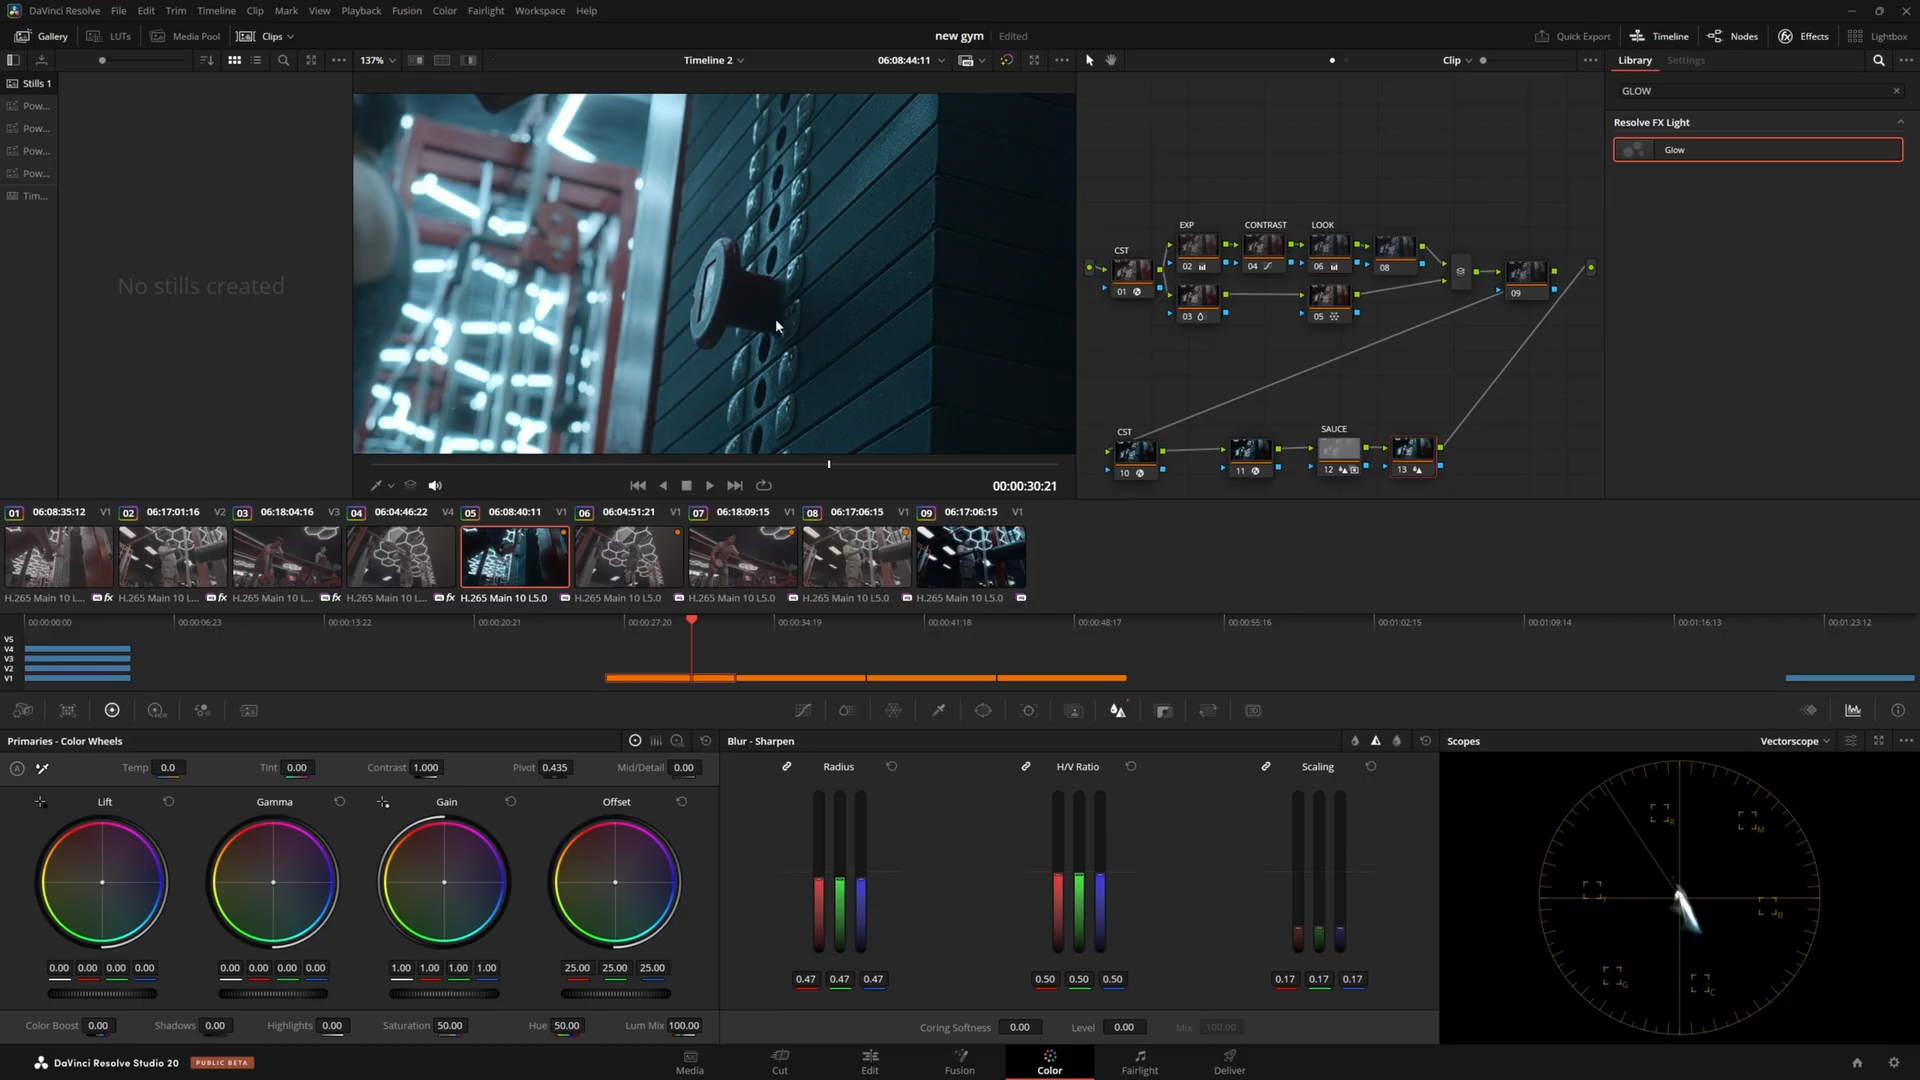 DaVinci Resolve File Edit Trim Timeline Clip Mark View Playback Fusion Color Fairlight Workspace Help
Gallery LUTs Media Pool Clips new gym Edited Quick Export Timeline Nodes Effects Lightbox
137% Timeline 2 06:08:44:11 Clip Library Settings
Stills 1
Pow...
Pow...
Pow...
Pow...
Tim...
No stills created
GLOW
Resolve FX Light
Glow
EXP CONTRAST LOOK
CST
02 04 06 08
01 09
03 05
CST SAUCE
10 11 12 13
00:00:30:21
01 06:08:35:12 V1 02 06:17:01:16 V2 03 06:18:04:16 V3 04 06:04:46:22 V4 05 06:08:40:11 V1 06 06:04:51:21 V1 07 06:18:09:15 V1 08 06:17:06:15 V1 09 06:17:06:15 V1
H.265 Main 10 L... fx H.265 Main 10 L... fx H.265 Main 10 L... fx H.265 Main 10 L... fx H.265 Main 10 L5.0 H.265 Main 10 L5.0 H.265 Main 10 L5.0 H.265 Main 10 L5.0 H.265 Main 10 L5.0
00:00:00:00 00:00:06:23 00:00:13:22 00:00:20:21 00:00:27:20 00:00:34:19 00:00:41:18 00:00:48:17 00:00:55:16 00:01:02:15 00:01:09:14 00:01:16:13 00:01:23:12
V5
V4
V3
V2
V1
Primaries - Color Wheels Blur - Sharpen Scopes Vectorscope
A Temp 0.0 Tint 0.00 Contrast 1.000 Pivot 0.435 Mid/Detail 0.00 Radius H/V Ratio Scaling
Lift Gamma Gain Offset
R M
Y B
G C
0.00 0.00 0.00 0.00 0.00 0.00 0.00 0.00 1.00 1.00 1.00 1.00 25.00 25.00 25.00 0.47 0.47 0.47 0.50 0.50 0.50 0.17 0.17 0.17
Color Boost 0.00 Shadows 0.00 Highlights 0.00 Saturation 50.00 Hue 50.00 Lum Mix 100.00 Coring Softness 0.00 Level 0.00 Mix 100.00
DaVinci Resolve Studio 20 PUBLIC BETA Media Cut Edit Fusion Color Fairlight Deliver